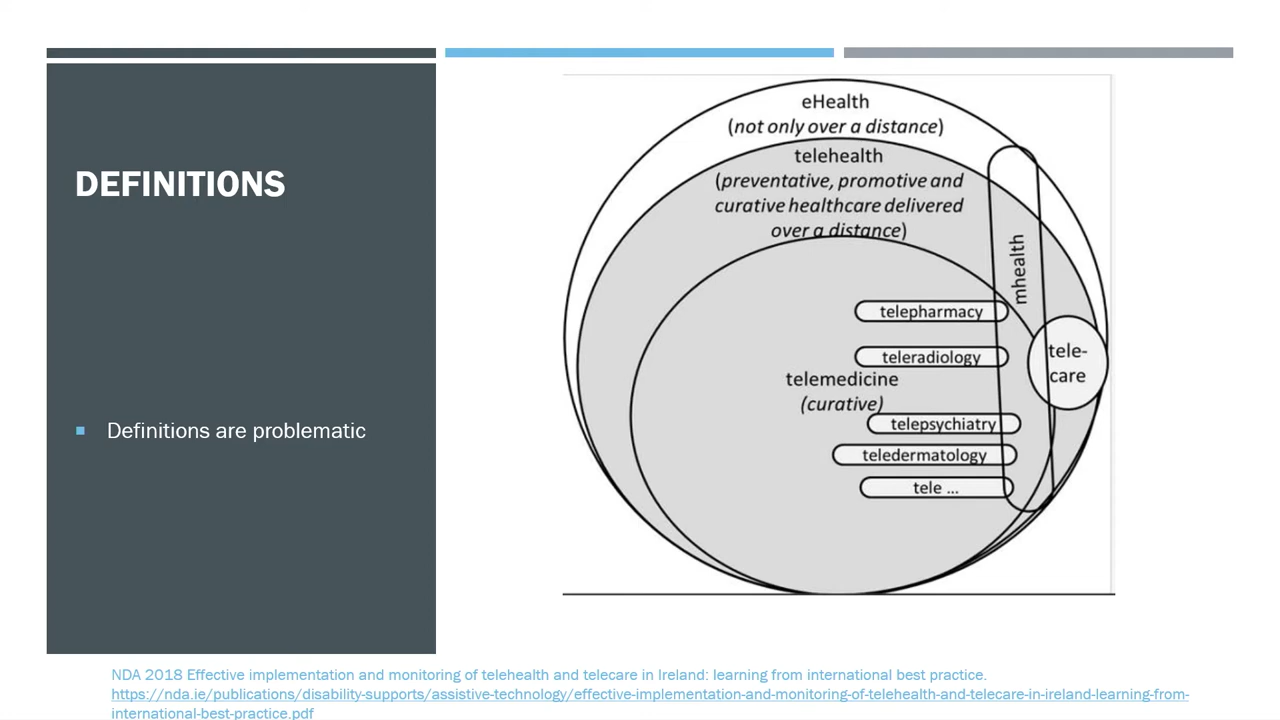 DEFINITIONS
Definitions are problematic
eHealth
(not only over a distance)
telehealth
(preventative, promotive and
curative healthcare delivered
over a distance)
mhealth
telepharmacy
tele-
care
teleradiology
telemedicine
(curative)
telepsychiatry
teledermatology
tele ...
NDA 2018 Effective implementation and monitoring of telehealth and telecare in Ireland: learning from international best practice.
https://nda.ie/publications/disability-supports/assistive-technology/effective-implementation-and-monitoring-of-telehealth-and-telecare-in-ireland-learning-from-
international-best-practice.pdf